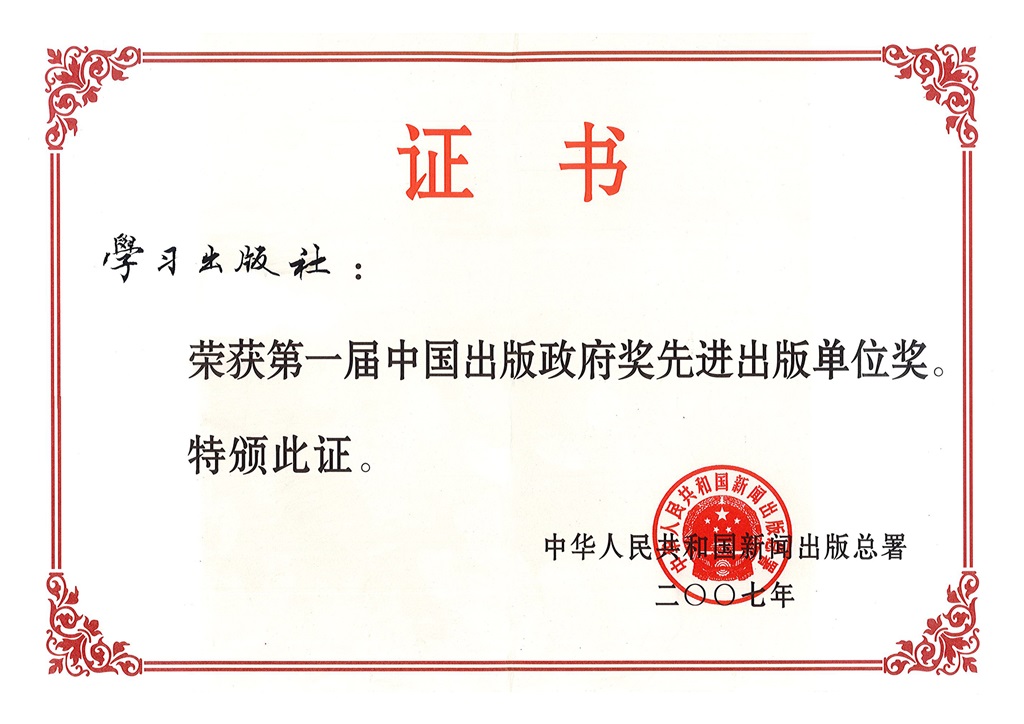 证 书
學习出版社：
荣获第一届中国出版政府奖先进出版单位奖。
特颁此证。
中华人民共和国新闻出版总署
中华人民共和国新闻出版总署
二〇〇七年